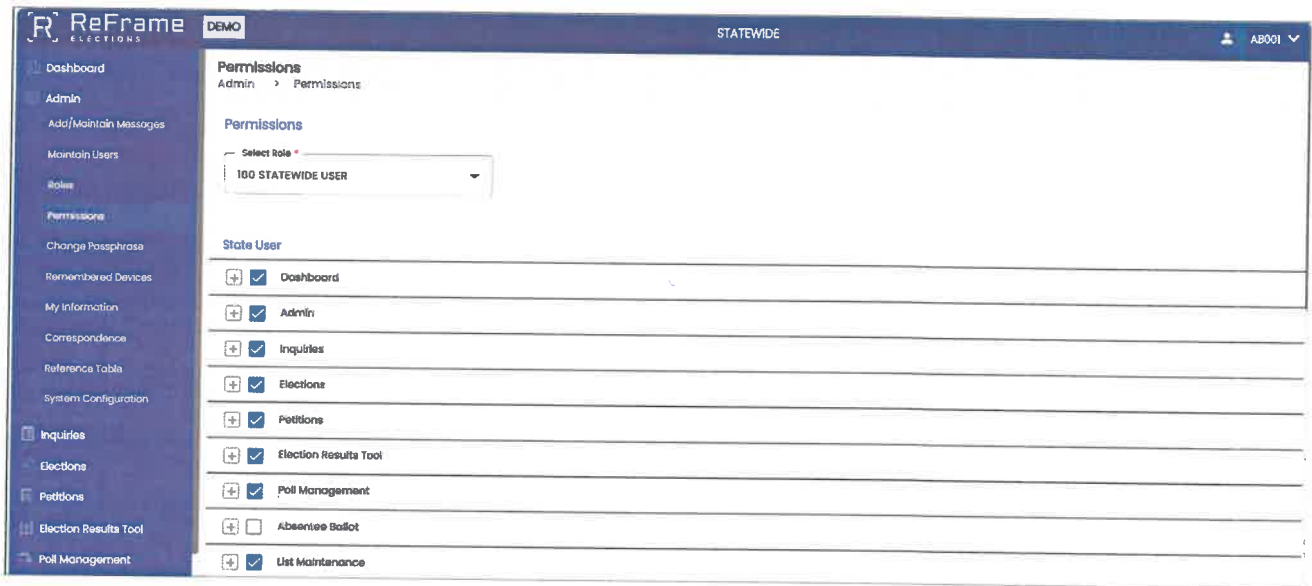 [R] ReFrame
ELECTIONS
DEMO
STATEWIDE
AB001
Dashboard
Admin
Add/Maintain Messages
Maintain Users
Roles
Permissions
Change Passphrase
Remembered Devices
My Information
Correspondence
Reference Table
System Configuration
Inquiries
Elections
Petitions
Election Results Tool
Poll Management
Permissions
Admin > Permissions
Permissions
Select Role *
180 STATEWIDE USER
State User
Dashboard
Admin
Inquiries
Elections
Petitions
Election Results Tool
Poll Management
Absentee Ballot
List Maintenance